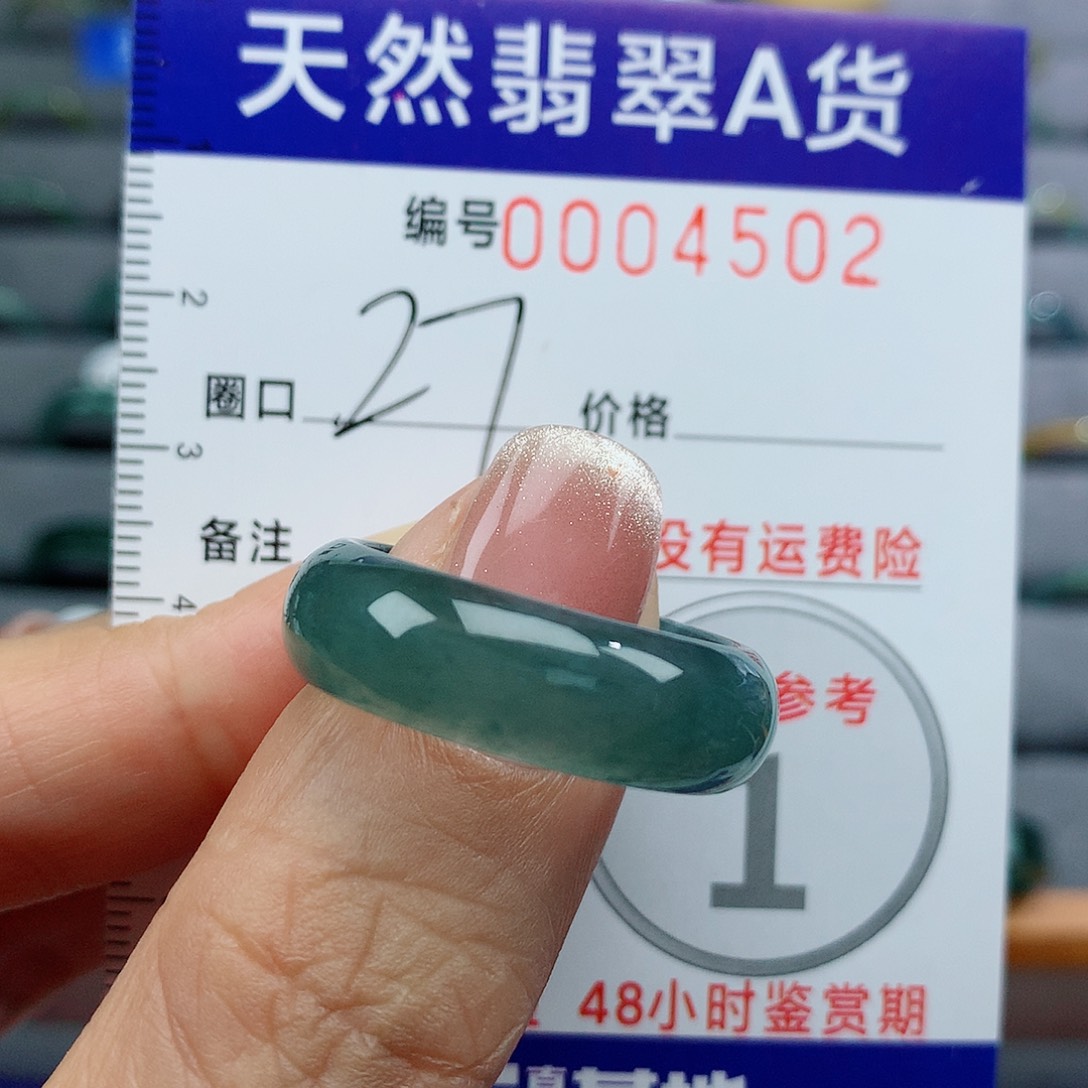 天然翡翠A货
编号0004502
圈口 27 价格
2
3
备注
没有运费险
4
参考
1
48小时鉴赏期